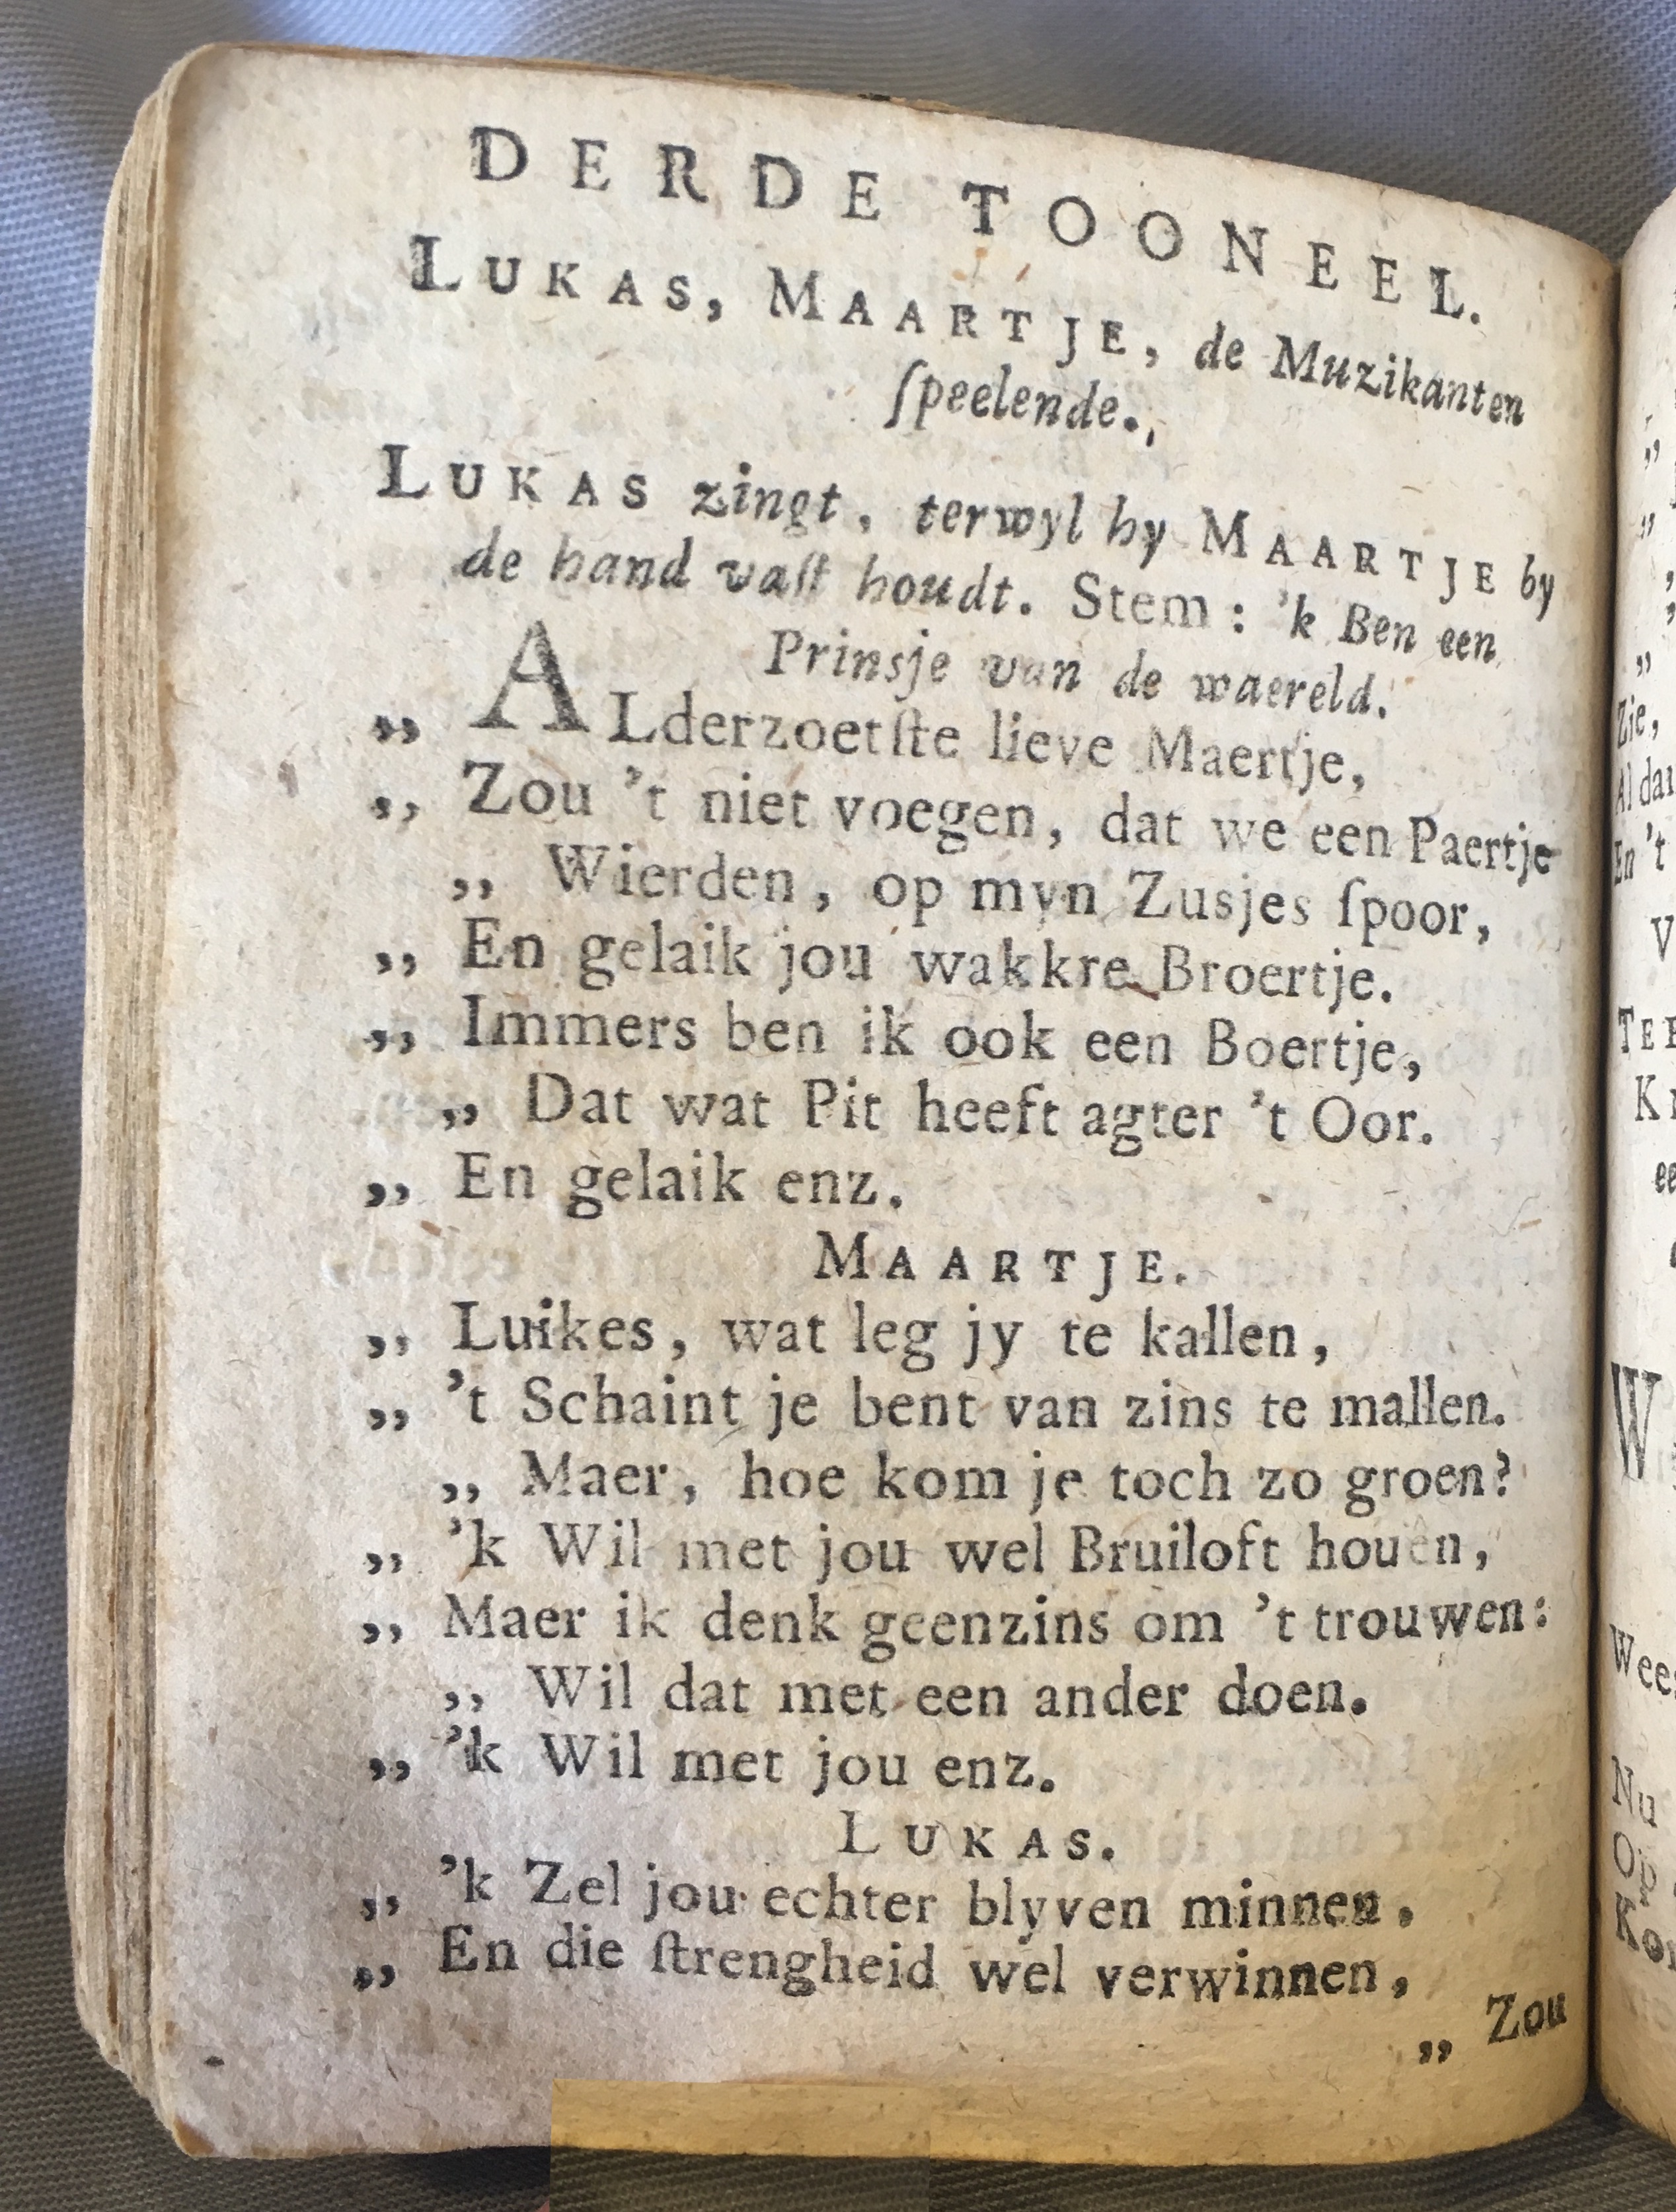 DERDE TOONEEL.
LUKAS, MAARTJE, de Muzikanten
ſpeelende.
LUKAS zingt, terwyl hy MAARTJE by
de hand vaſt houdt. Stem: 'k Ben een
Prinsje van de waereld.
„ ALderzoetſte lieve Maertje,
„ Zou 't niet voegen, dat we een Paertje
„ Wierden, op myn Zusjes ſpoor,
„ En gelaik jou wakkre Broertje.
„ Immers ben ik ook een Boertje,
„ Dat wat Pit heeft agter 't Oor.
„ En gelaik enz.
MAARTJE.
„ Luikes, wat leg jy te kallen,
„ 't Schaint je bent van zins te mallen.
„ Maer, hoe kom je toch zo groen?
„ 'k Wil met jou wel Bruiloft houên,
„ Maer ik denk geenzins om 't trouwen:
„ Wil dat met een ander doen.
„ 'k Wil met jou enz.
LUKAS.
„ 'k Zel jou echter blyven minnen,
„ En die ſtrengheid wel verwinnen,
„ Zou
Zie,
En 't
Nu